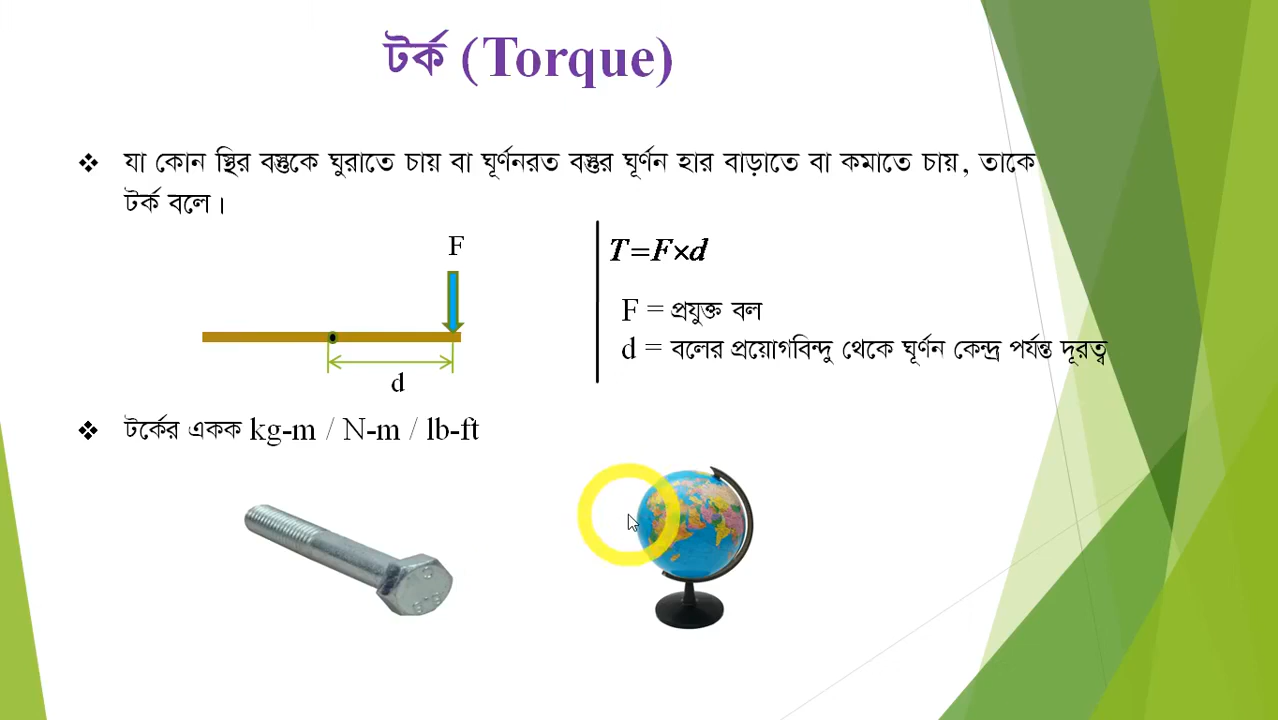 টর্ক (Torque)
যা কোন স্থির বস্তুকে ঘুরাতে চায় বা ঘূর্ণনরত বস্তুর ঘূর্ণন হার বাড়াতে বা কমাতে চায়, তাকে
টর্ক বলে।
F
T=F×d
F = প্রযুক্ত বল
d = বলের প্রয়োগবিন্দু থেকে ঘূর্ণন কেন্দ্র পর্যন্ত দূরত্ব
d
টর্কের একক kg-m / N-m / lb-ft